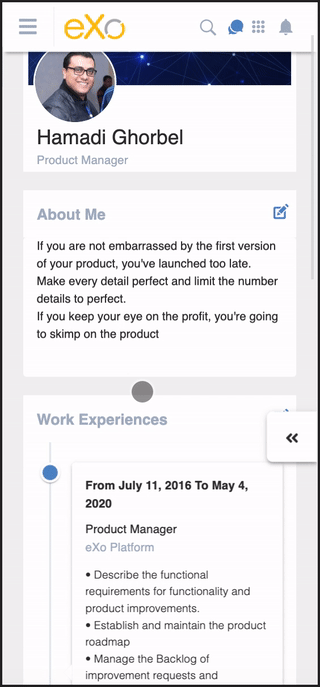 eXo
Hamadi Ghorbel
Product Manager
About Me
If you are not embarrassed by the first version
of your product, you've launched too late.
Make every detail perfect and limit the number
details to perfect.
If you keep your eye on the profit, you're going
to skimp on the product
Work Experiences
From July 11, 2016 To May 4,
2020
Product Manager
eXo Platform
• Describe the functional
requirements for functionality and
product improvements.
• Establish and maintain the product
roadmap
• Manage the Backlog of
improvement requests and